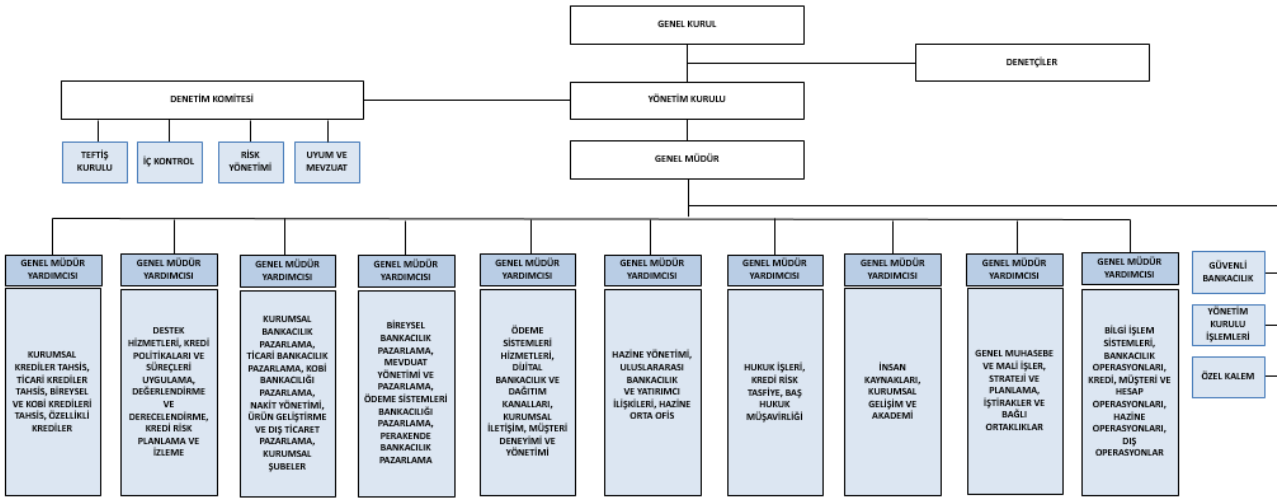 GENEL KURUL
DENETÇİLER
DENETİM KOMİTESİ
YÖNETİM KURULU
TEFTİŞ
KURULU
İÇ KONTROL
RİSK
YÖNETİMİ
UYUM VE
MEVZUAT
GENEL MÜDÜR
GENEL MÜDÜR
YARDIMCISI
KURUMSAL
KREDİLER TAHSİS,
TİCARİ KREDİLER
TAHSİS, BİREYSEL
VE KOBİ KREDİLERİ
TAHSİS, ÖZELLİKLİ
KREDİLER
GENEL MÜDÜR
YARDIMCISI
DESTEK
HİZMETLERİ, KREDİ
POLİTİKALARI VE
SÜREÇLERİ
UYGULAMA,
DEĞERLENDİRME
VE
DERECELENDİRME,
KREDİ RİSK
PLANLAMA VE
İZLEME
GENEL MÜDÜR
YARDIMCISI
KURUMSAL
BANKACILIK
PAZARLAMA,
TİCARİ BANKACILIK
PAZARLAMA, KOBİ
BANKACILIĞI
PAZARLAMA,
NAKİT YÖNETİMİ,
ÜRÜN GELİŞTİRME
VE DIŞ TİCARET
PAZARLAMA,
KURUMSAL
ŞUBELER
GENEL MÜDÜR
YARDIMCISI
BİREYSEL
BANKACILIK
PAZARLAMA,
MEVDUAT
YÖNETİMİ VE
PAZARLAMA,
ÖDEME SİSTEMLERİ
BANKACILIĞI
PAZARLAMA,
PERAKENDE
BANKACILIK
PAZARLAMA
GENEL MÜDÜR
YARDIMCISI
ÖDEME
SİSTEMLERİ
HİZMETLERİ,
DİJİTAL
BANKACILIK VE
DAĞITIM
KANALLARI,
KURUMSAL
İLETİŞİM, MÜŞTERİ
DENEYİMİ VE
YÖNETİMİ
GENEL MÜDÜR
YARDIMCISI
HAZİNE YÖNETİMİ,
ULUSLARARASI
BANKACILIK
VE YATIRIMCI
İLİŞKİLERİ, HAZİNE
ORTA OFİS
GENEL MÜDÜR
YARDIMCISI
HUKUK İŞLERİ,
KREDİ RİSK
TASFİYE, BAŞ
HUKUK
MÜŞAVİRLİĞİ
GENEL MÜDÜR
YARDIMCISI
İNSAN
KAYNAKLARI,
KURUMSAL
GELİŞİM VE
AKADEMİ
GENEL MÜDÜR
YARDIMCISI
GENEL MUHASEBE
VE MALİ İŞLER,
STRATEJİ VE
PLANLAMA,
İŞTİRAKLER VE
BAĞLI
ORTAKLIKLAR
GENEL MÜDÜR
YARDIMCISI
BİLGİ İŞLEM
SİSTEMLERİ,
BANKACILIK
OPERASYONLARI,
KREDİ, MÜŞTERİ VE
HESAP
OPERASYONLARI,
HAZİNE
OPERASYONLARI,
DIŞ
OPERASYONLAR
GÜVENLİ
BANKACILIK
YÖNETİM
KURULU
İŞLEMLERİ
ÖZEL KALEM